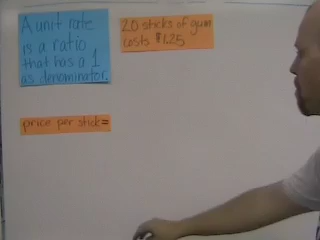 A unit rate
is a ratio
that has a 1
as denominator.
20 sticks of gum
costs $1.25
price per stick=